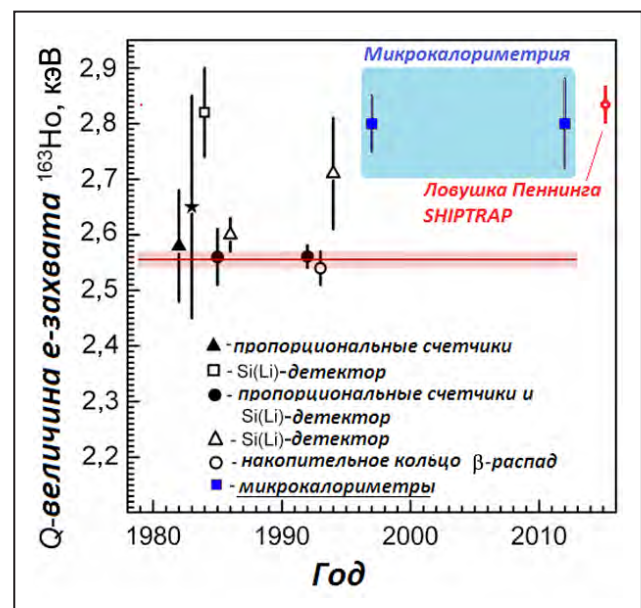 Q-величина е-захвата ¹⁶³Ho, кэВ
2,9
2,8
2,7
2,6
2,5
2,4
2,3
2,2
Микрокалориметрия
Ловушка Пеннинга
SHIPTRAP
▲ - пропорциональные счетчики
□ - Si(Li)-детектор
● - пропорциональные счетчики и
Si(Li)-детектор
△ - Si(Li)-детектор
○ - накопительное кольцо β-распад
■ - микрокалориметры
1980
1990
2000
2010
Год